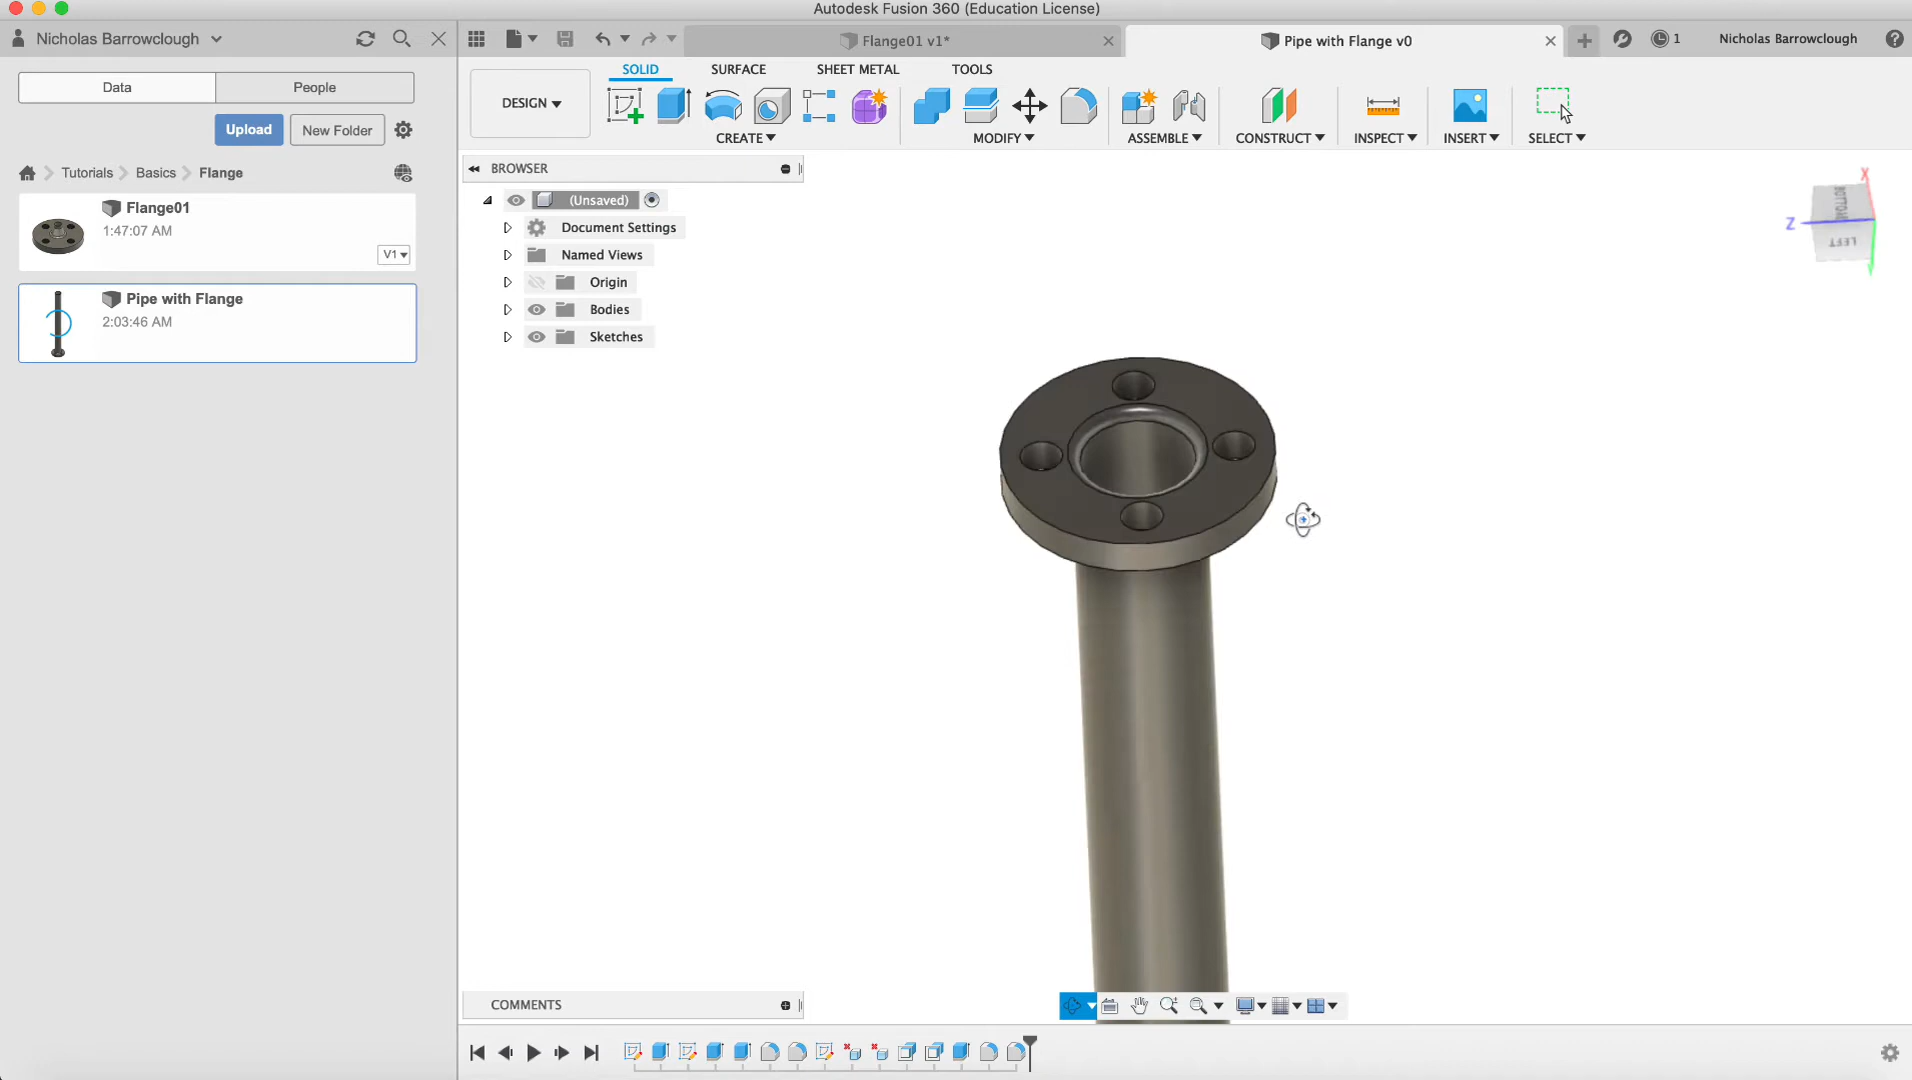 Autodesk Fusion 360 (Education License)
Nicholas Barrowclough
Flange01 v1*
Pipe with Flange v0
1
Nicholas Barrowclough
Data
People
Upload
New Folder
Tutorials
Basics
Flange
Flange01
1:47:07 AM
V1
Pipe with Flange
2:03:46 AM
DESIGN
SOLID
SURFACE
SHEET METAL
TOOLS
CREATE
MODIFY
ASSEMBLE
CONSTRUCT
INSPECT
INSERT
SELECT
BROWSER
(Unsaved)
Document Settings
Named Views
Origin
Bodies
Sketches
X
BOTTOM
Z
LEFT
COMMENTS